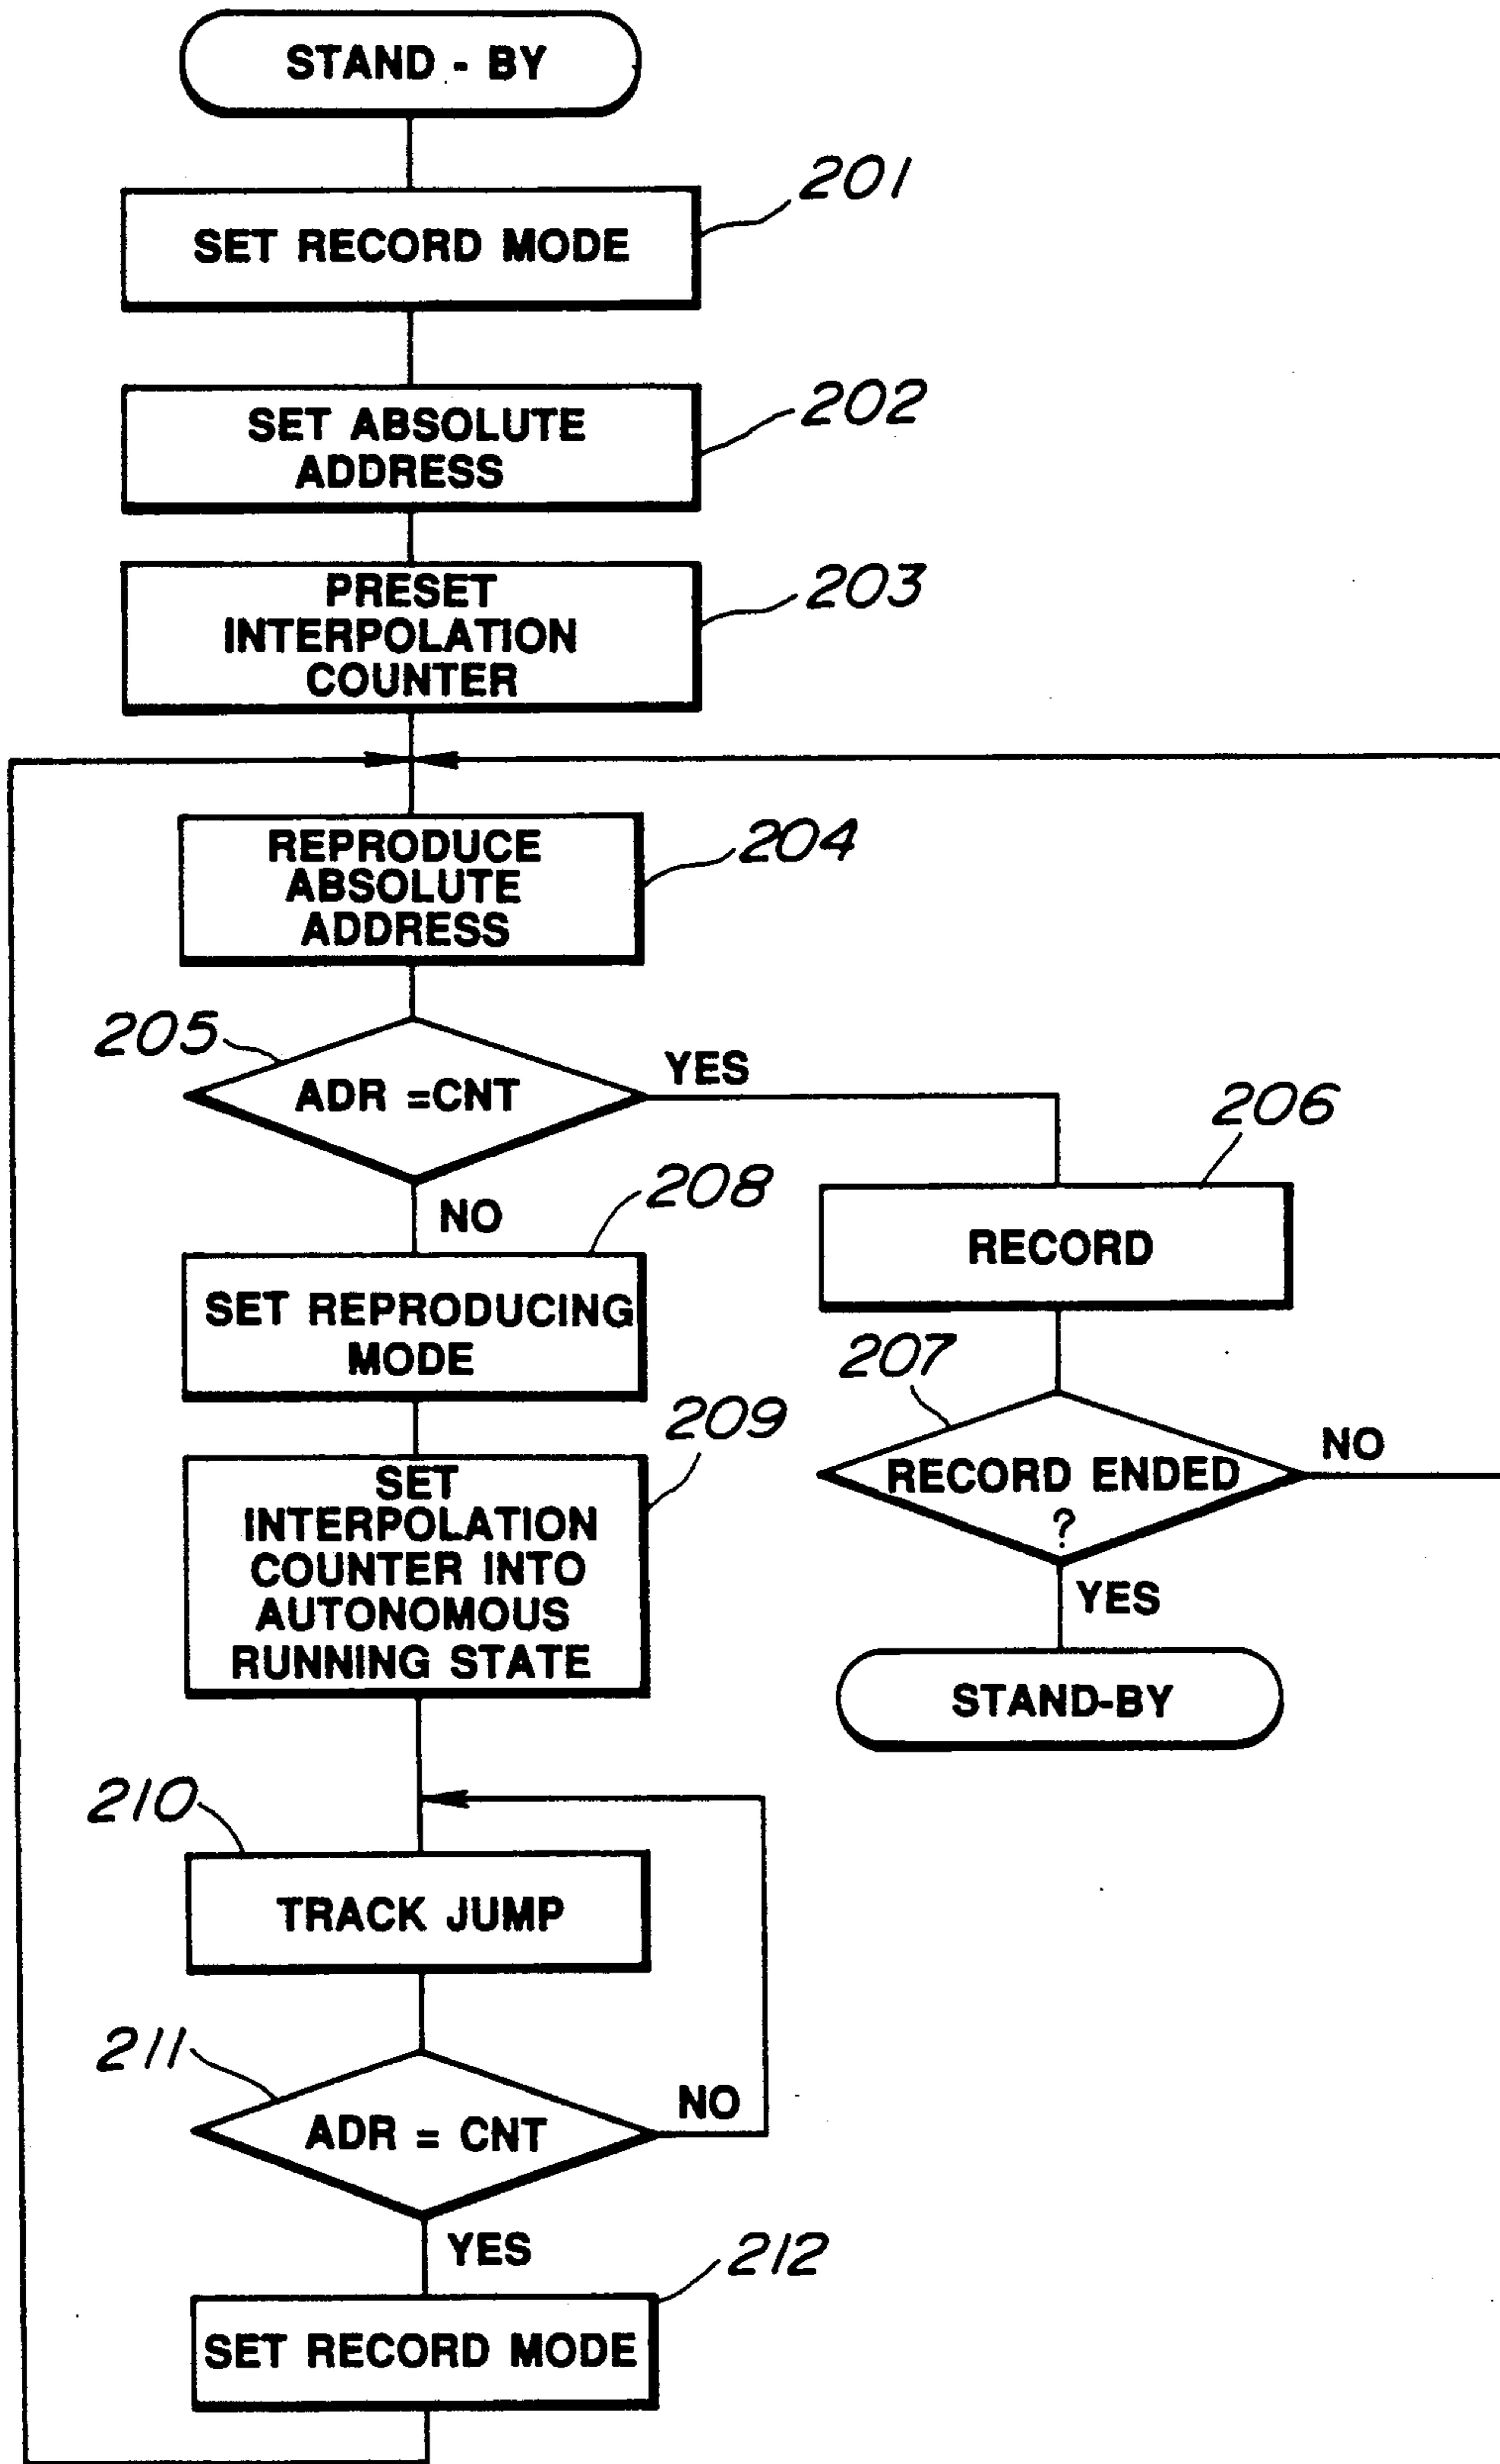 STAND - BY
201
SET RECORD MODE
202
SET ABSOLUTE
ADDRESS
203
PRESET
INTERPOLATION
COUNTER
204
REPRODUCE
ABSOLUTE
ADDRESS
205
ADR =CNT
YES
206
RECORD
NO
208
SET REPRODUCING
MODE
207
RECORD ENDED
?
NO
YES
STAND-BY
209
SET
INTERPOLATION
COUNTER INTO
AUTONOMOUS
RUNNING STATE
210
TRACK JUMP
211
ADR = CNT
NO
YES
212
SET RECORD MODE